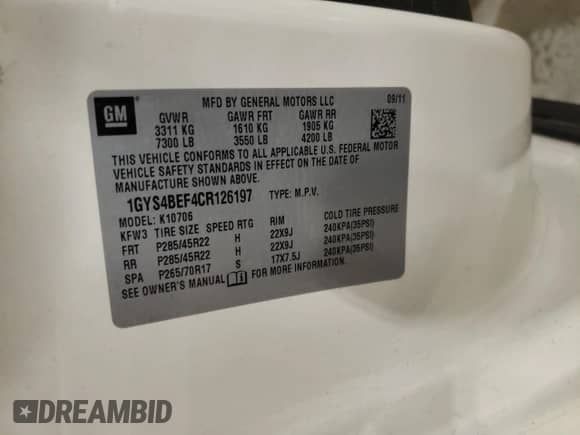 GM
MFD BY GENERAL MOTORS LLC 09/11
GVWR GAWR FRT GAWR RR
3311 KG 1610 KG 1905 KG
7300 LB 3550 LB 4200 LB
THIS VEHICLE CONFORMS TO ALL APPLICABLE U.S. FEDERAL MOTOR
VEHICLE SAFETY STANDARDS IN EFFECT ON THE DATE OF
MANUFACTURE SHOWN ABOVE.
1GYS4BEF4CR126197 TYPE: M.P.V.
MODEL: K10706
KFW3 TIRE SIZE SPEED RTG RIM COLD TIRE PRESSURE
FRT P285/45R22 H 22X9J 240KPA(35PSI)
RR P285/45R22 H 22X9J 240KPA(35PSI)
SPA P265/70R17 S 17X7.5J 240KPA(35PSI)
SEE OWNER'S MANUAL FOR MORE INFORMATION.
DREAMBID